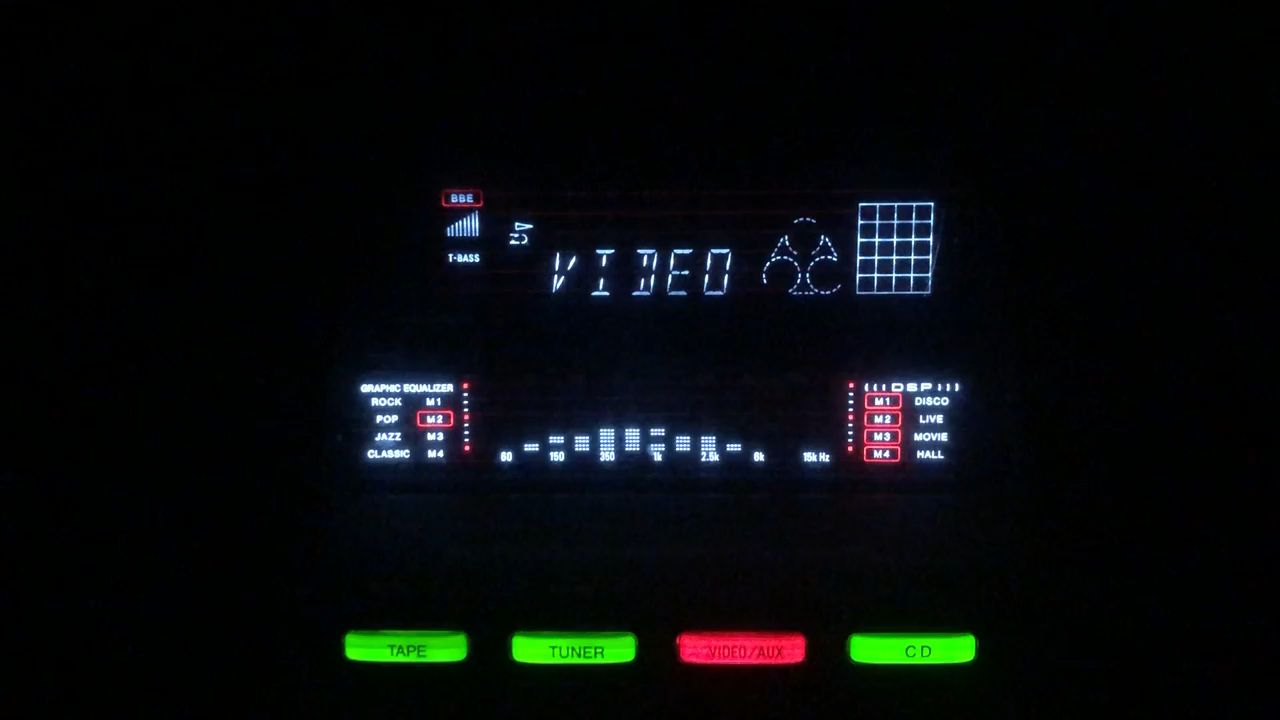 BBE
T-BASS
VIDEO
GRAPHIC EQUALIZER
ROCK M1
POP M2
JAZZ M3
CLASSIC M4
60 150 350 1k 2.5k 6k 15k Hz
DSP
M1 DISCO
M2 LIVE
M3 MOVIE
M4 HALL
TAPE TUNER VIDEO/AUX CD